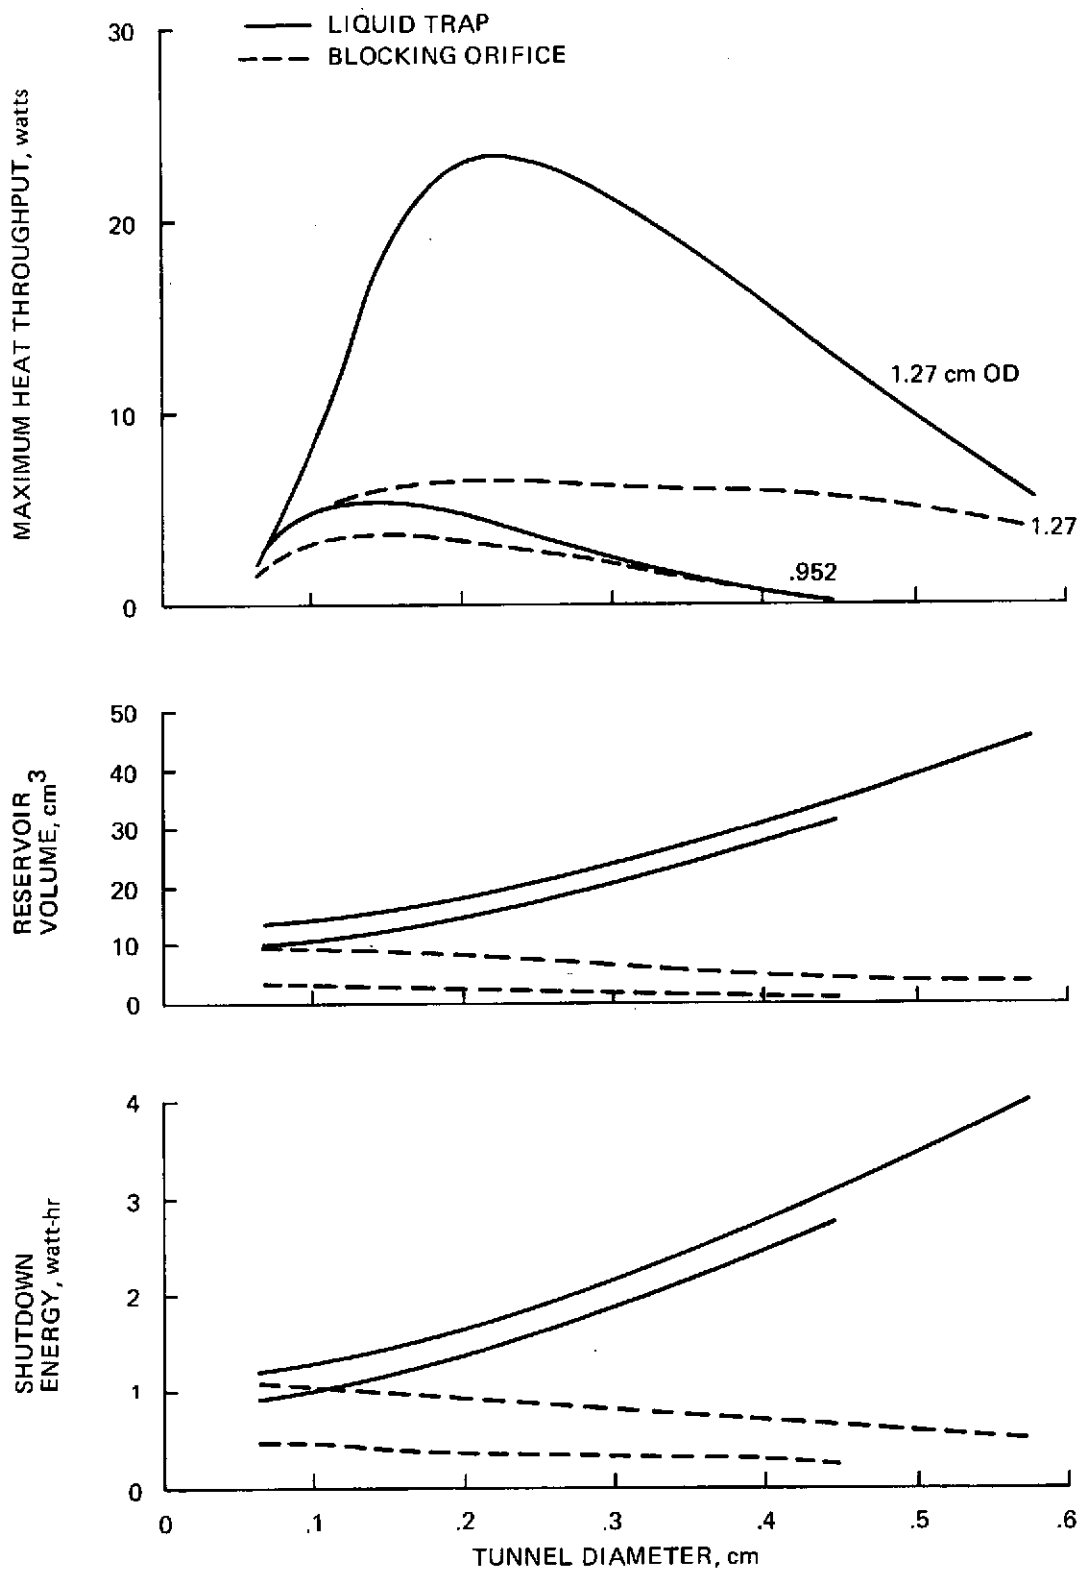 LIQUID TRAP
BLOCKING ORIFICE
MAXIMUM HEAT THROUGHPUT, watts
30
20
10
0
1.27 cm OD
1.27
.952
RESERVOIR
VOLUME, cm³
50
40
30
20
10
0
SHUTDOWN
ENERGY, watt-hr
4
3
2
1
0
0 .1 .2 .3 .4 .5 .6
TUNNEL DIAMETER, cm